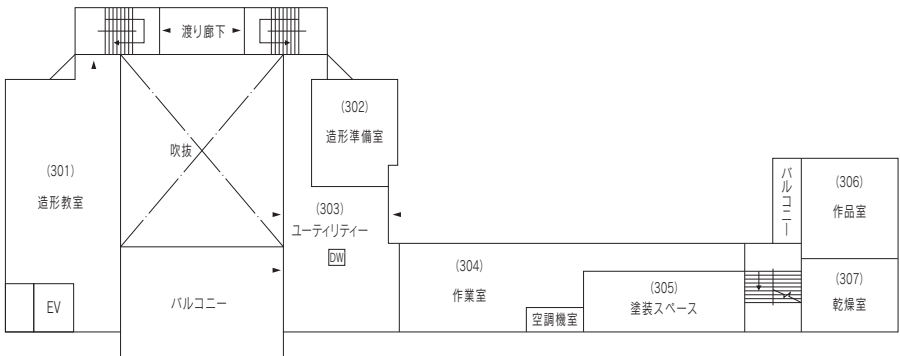 渡り廊下
(302)
造形準備室
吹抜
(301)
造形教室
(303)
ユーティリティー
DW
バルコニー
(306)
作品室
(304)
作業室
(305)
塗装スペース
(307)
乾燥室
EV
バルコニー
空調機室